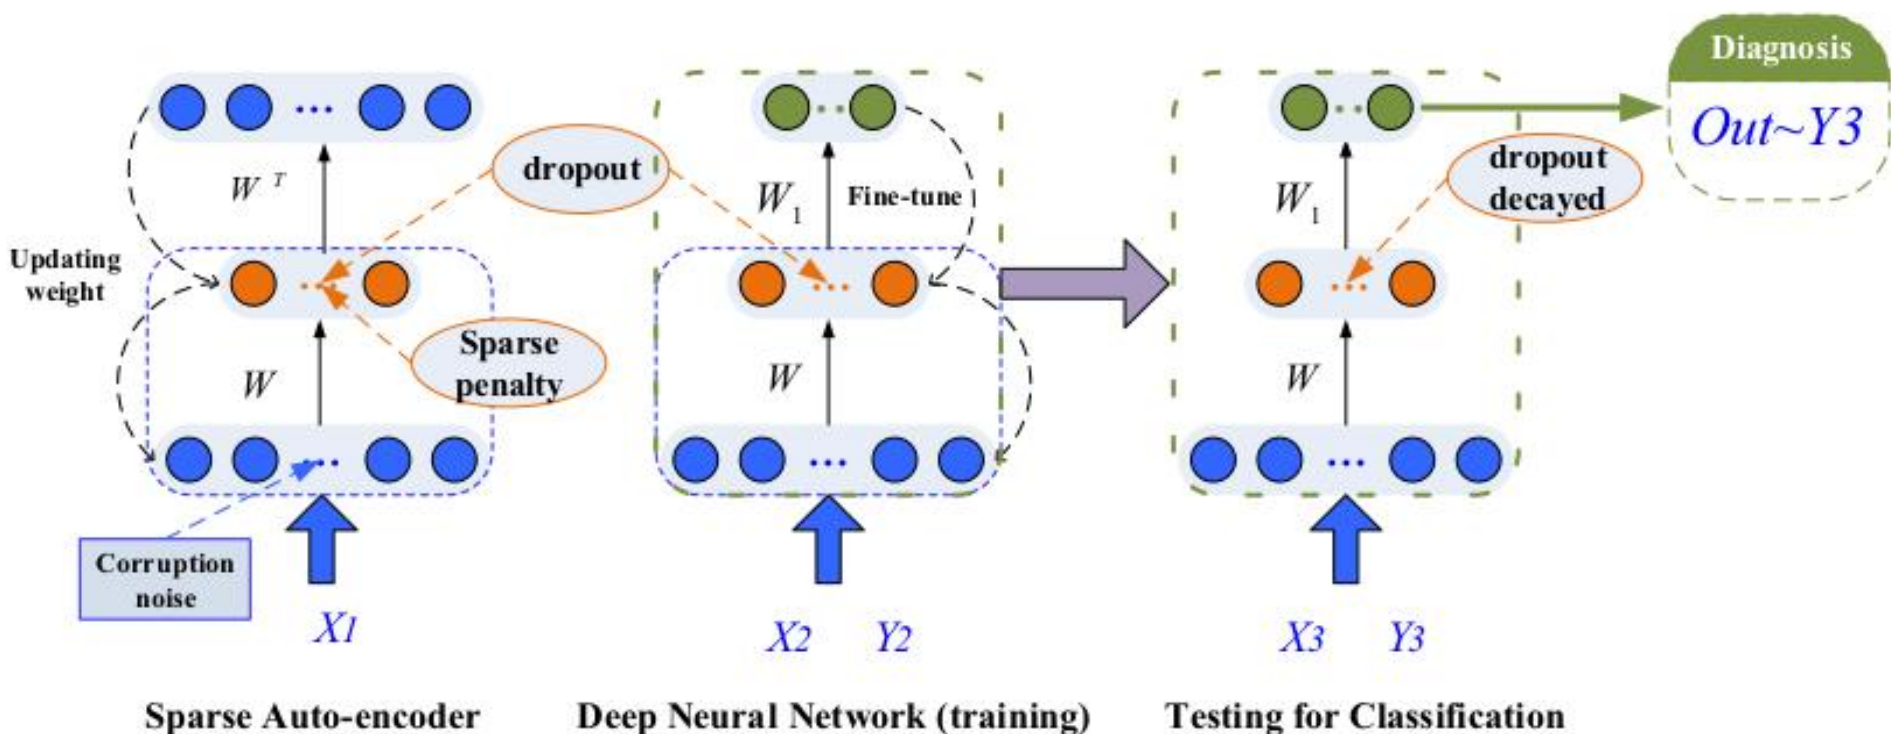 Diagnosis
Out~Y3
dropout
W T
W1
Fine-tune
W1
dropout
decayed
Updating
weight
...
...
...
...
Sparse
penalty
W
W
W
...
...
...
Corruption
noise
X1
X2 Y2
X3 Y3
Sparse Auto-encoder
Deep Neural Network (training)
Testing for Classification